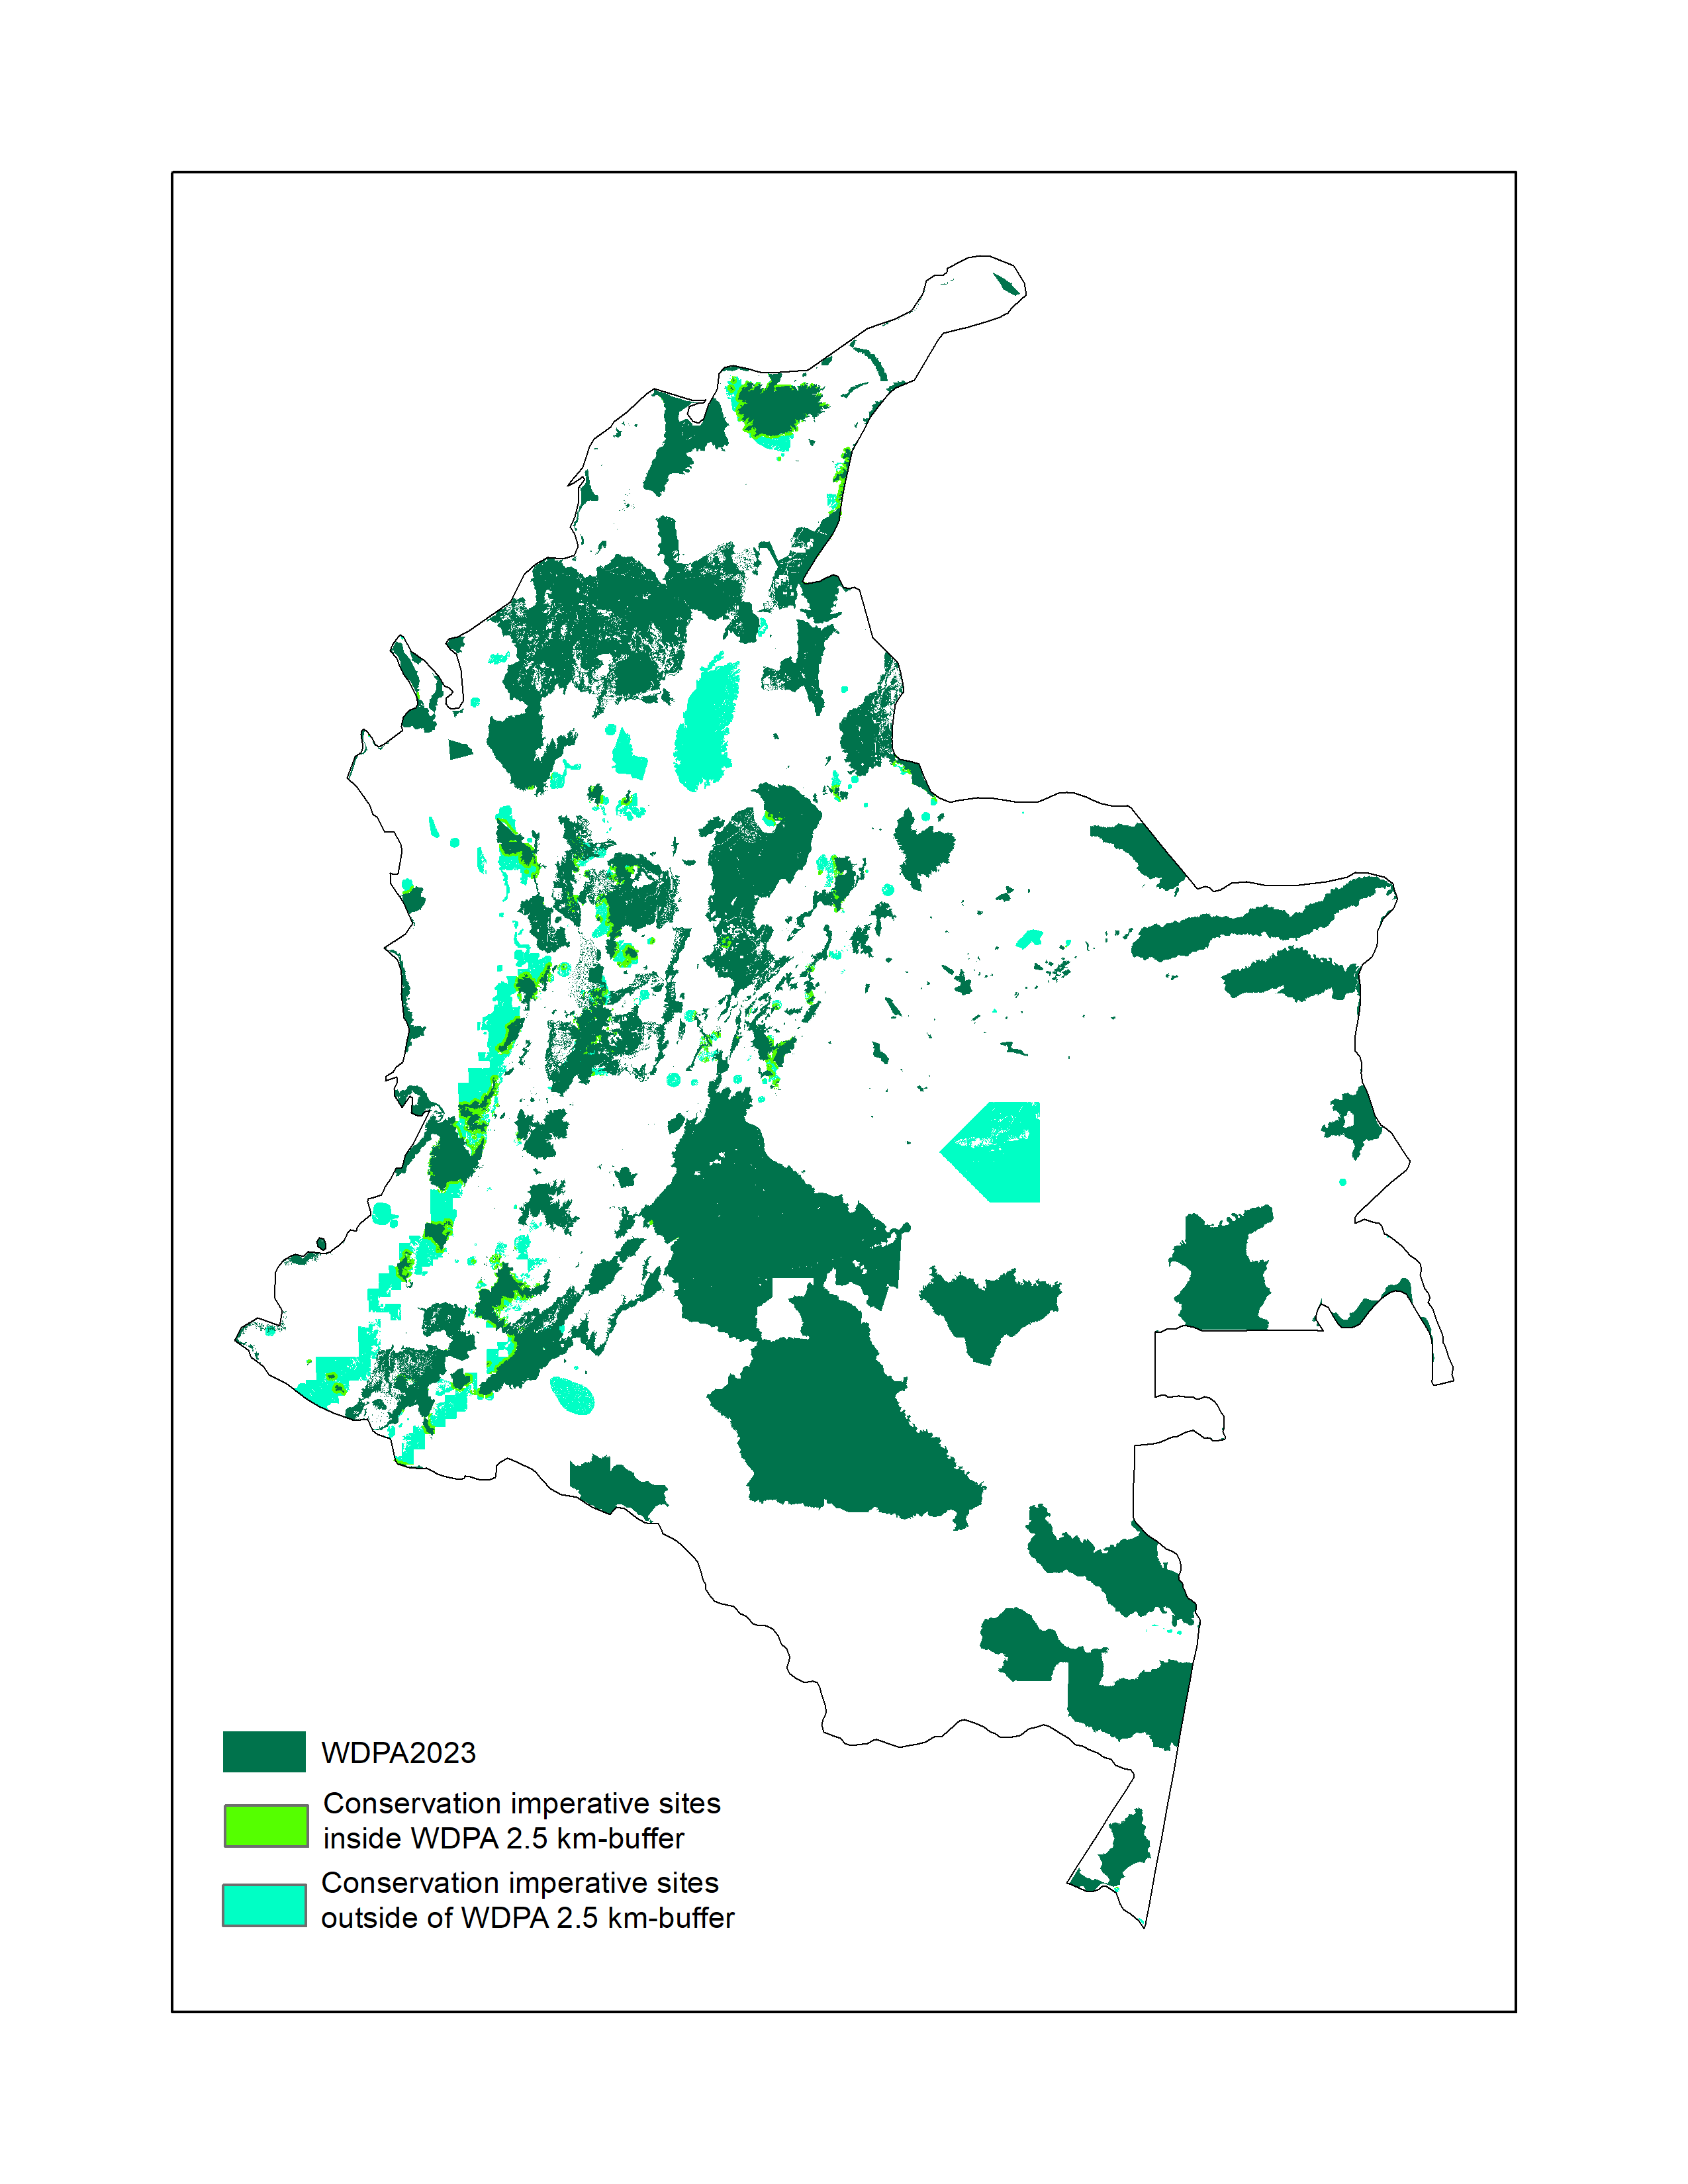 WDPA2023
Conservation imperative sites
inside WDPA 2.5 km-buffer
Conservation imperative sites
outside of WDPA 2.5 km-buffer